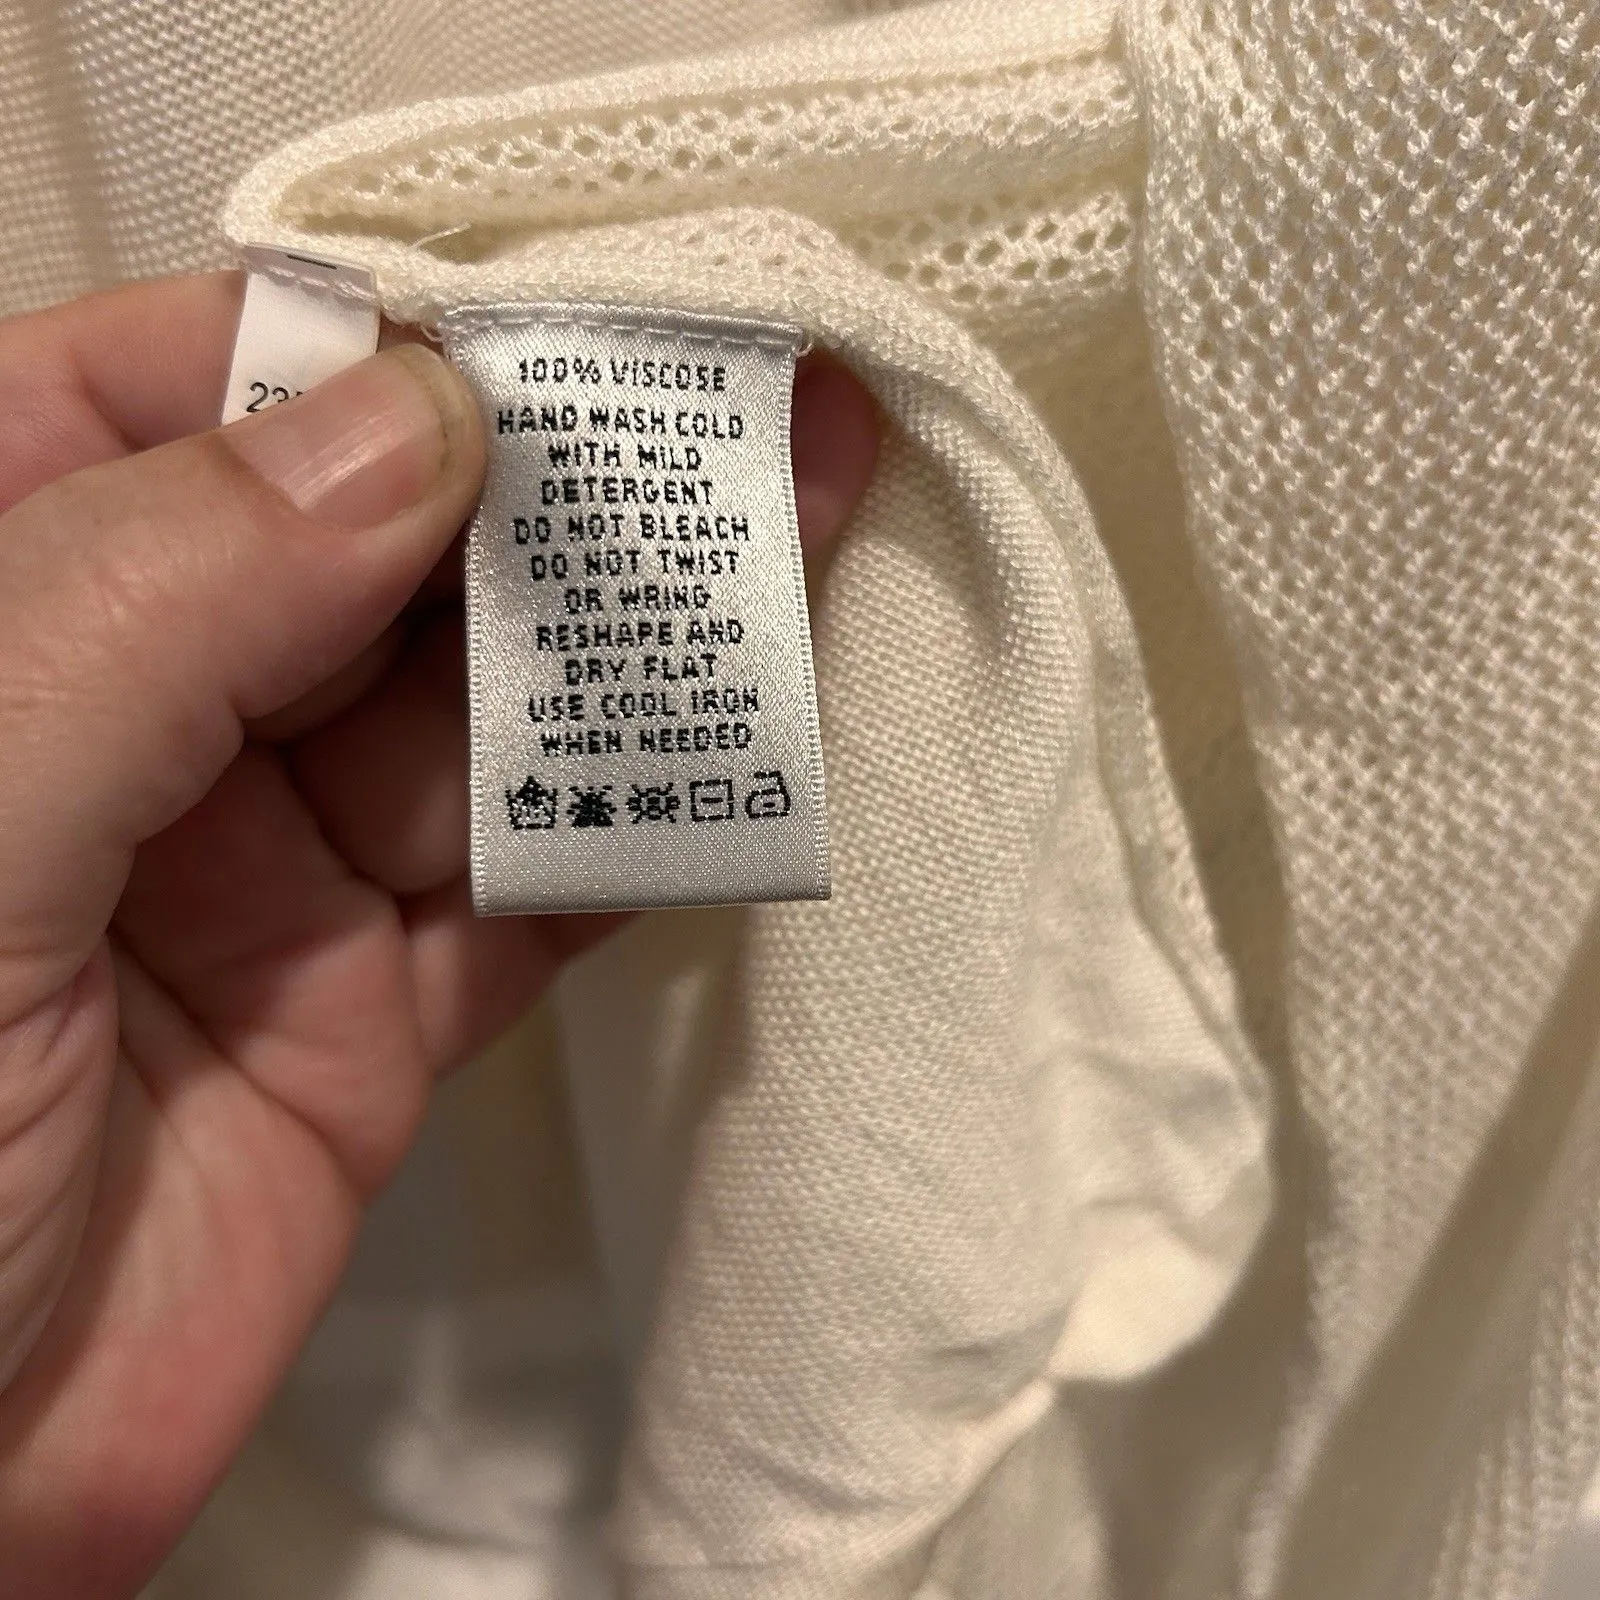 100% VISCOSE
HAND WASH COLD
WITH MILD
DETERGENT
DO NOT BLEACH
DO NOT TWIST
OR WRING
RESHAPE AND
DRY FLAT
USE COOL IRON
WHEN NEEDED